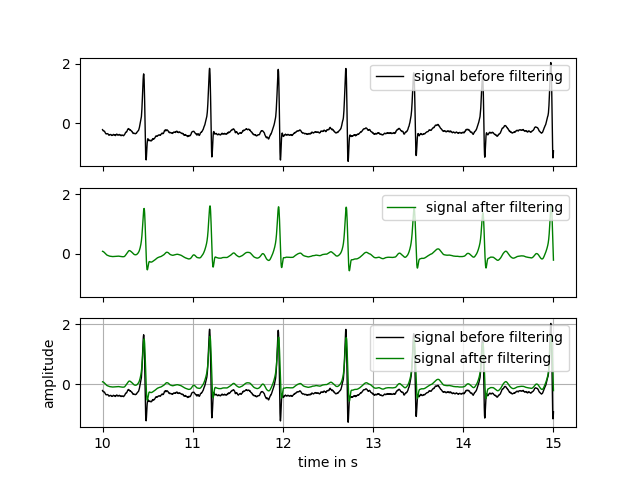 2
0
signal before filtering
2
0
signal after filtering
2
0
amplitude
signal before filtering
signal after filtering
10 11 12 13 14 15
time in s